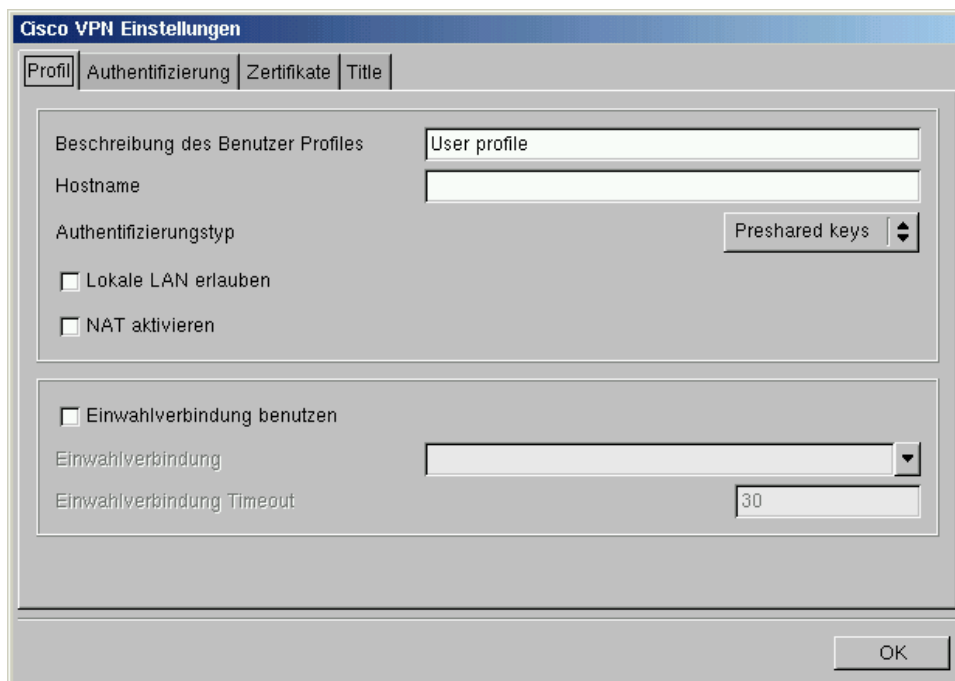 Cisco VPN Einstellungen
Profil Authentifizierung Zertifikate Title
Beschreibung des Benutzer Profiles User profile
Hostname
Authentifizierungstyp Preshared keys
Lokale LAN erlauben
NAT aktivieren
Einwahlverbindung benutzen
Einwahlverbindung
Einwahlverbindung Timeout 30
OK